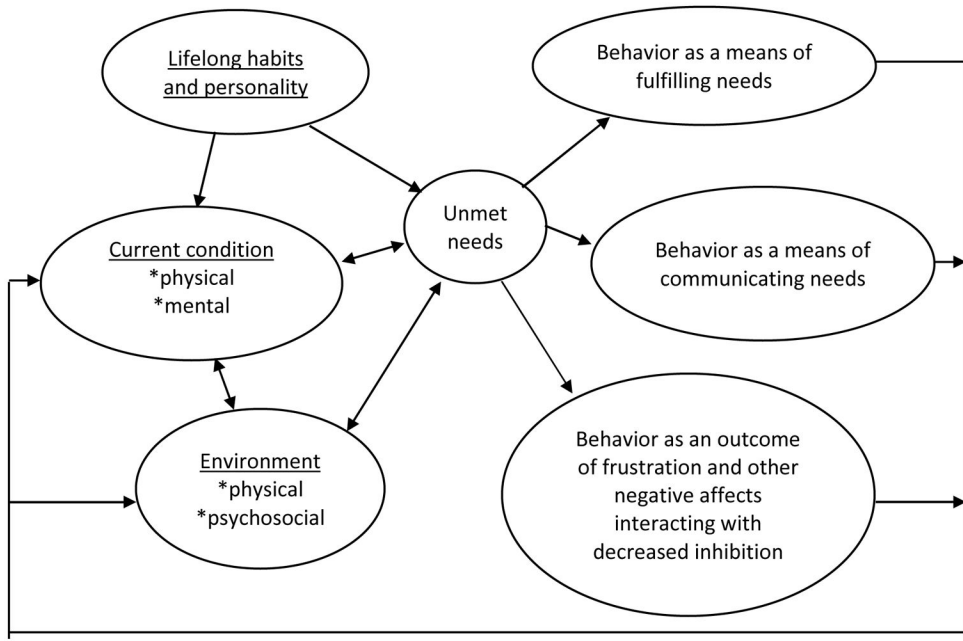 Lifelong habits
and personality
Behavior as a means of
fulfilling needs
Unmet
needs
Current condition
*physical
*mental
Behavior as a means of
communicating needs
Environment
*physical
*psychosocial
Behavior as an outcome
of frustration and other
negative affects
interacting with
decreased inhibition